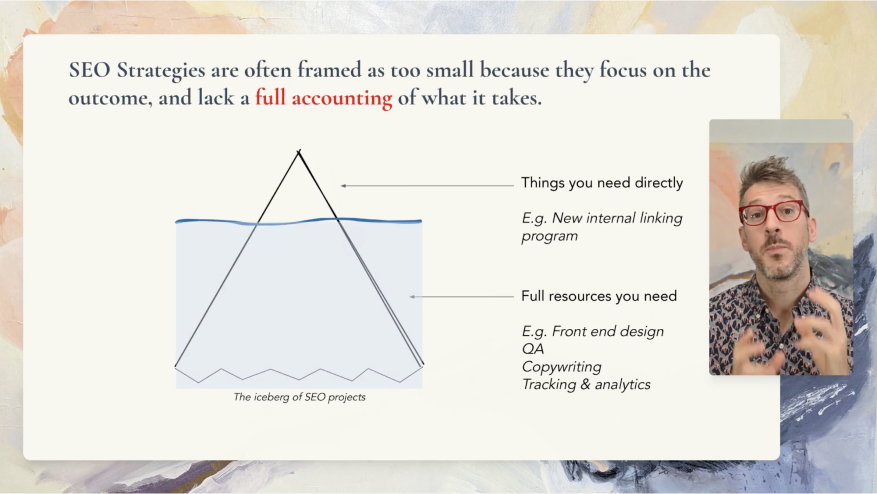 SEO Strategies are often framed as too small because they focus on the
outcome, and lack a full accounting of what it takes.
Things you need directly
E.g. New internal linking
program
Full resources you need
E.g. Front end design
QA
Copywriting
Tracking & analytics
The iceberg of SEO projects